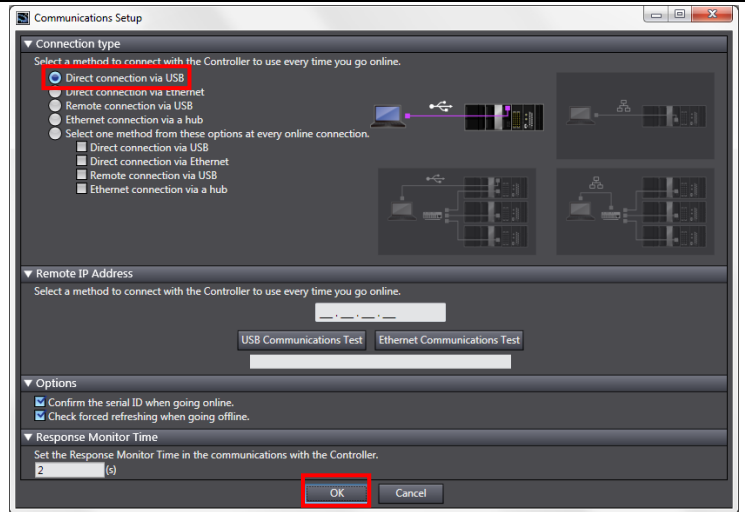 Communications Setup
▼ Connection type
Select a method to connect with the Controller to use every time you go online.
Direct connection via USB
Direct connection via Ethernet
Remote connection via USB
Ethernet connection via a hub
Select one method from these options at every online connection.
Direct connection via USB
Direct connection via Ethernet
Remote connection via USB
Ethernet connection via a hub
▼ Remote IP Address
Select a method to connect with the Controller to use every time you go online.
__.__.__.__
USB Communications Test Ethernet Communications Test
▼ Options
Confirm the serial ID when going online.
Check forced refreshing when going offline.
▼ Response Monitor Time
Set the Response Monitor Time in the communications with the Controller.
2 (s)
OK Cancel